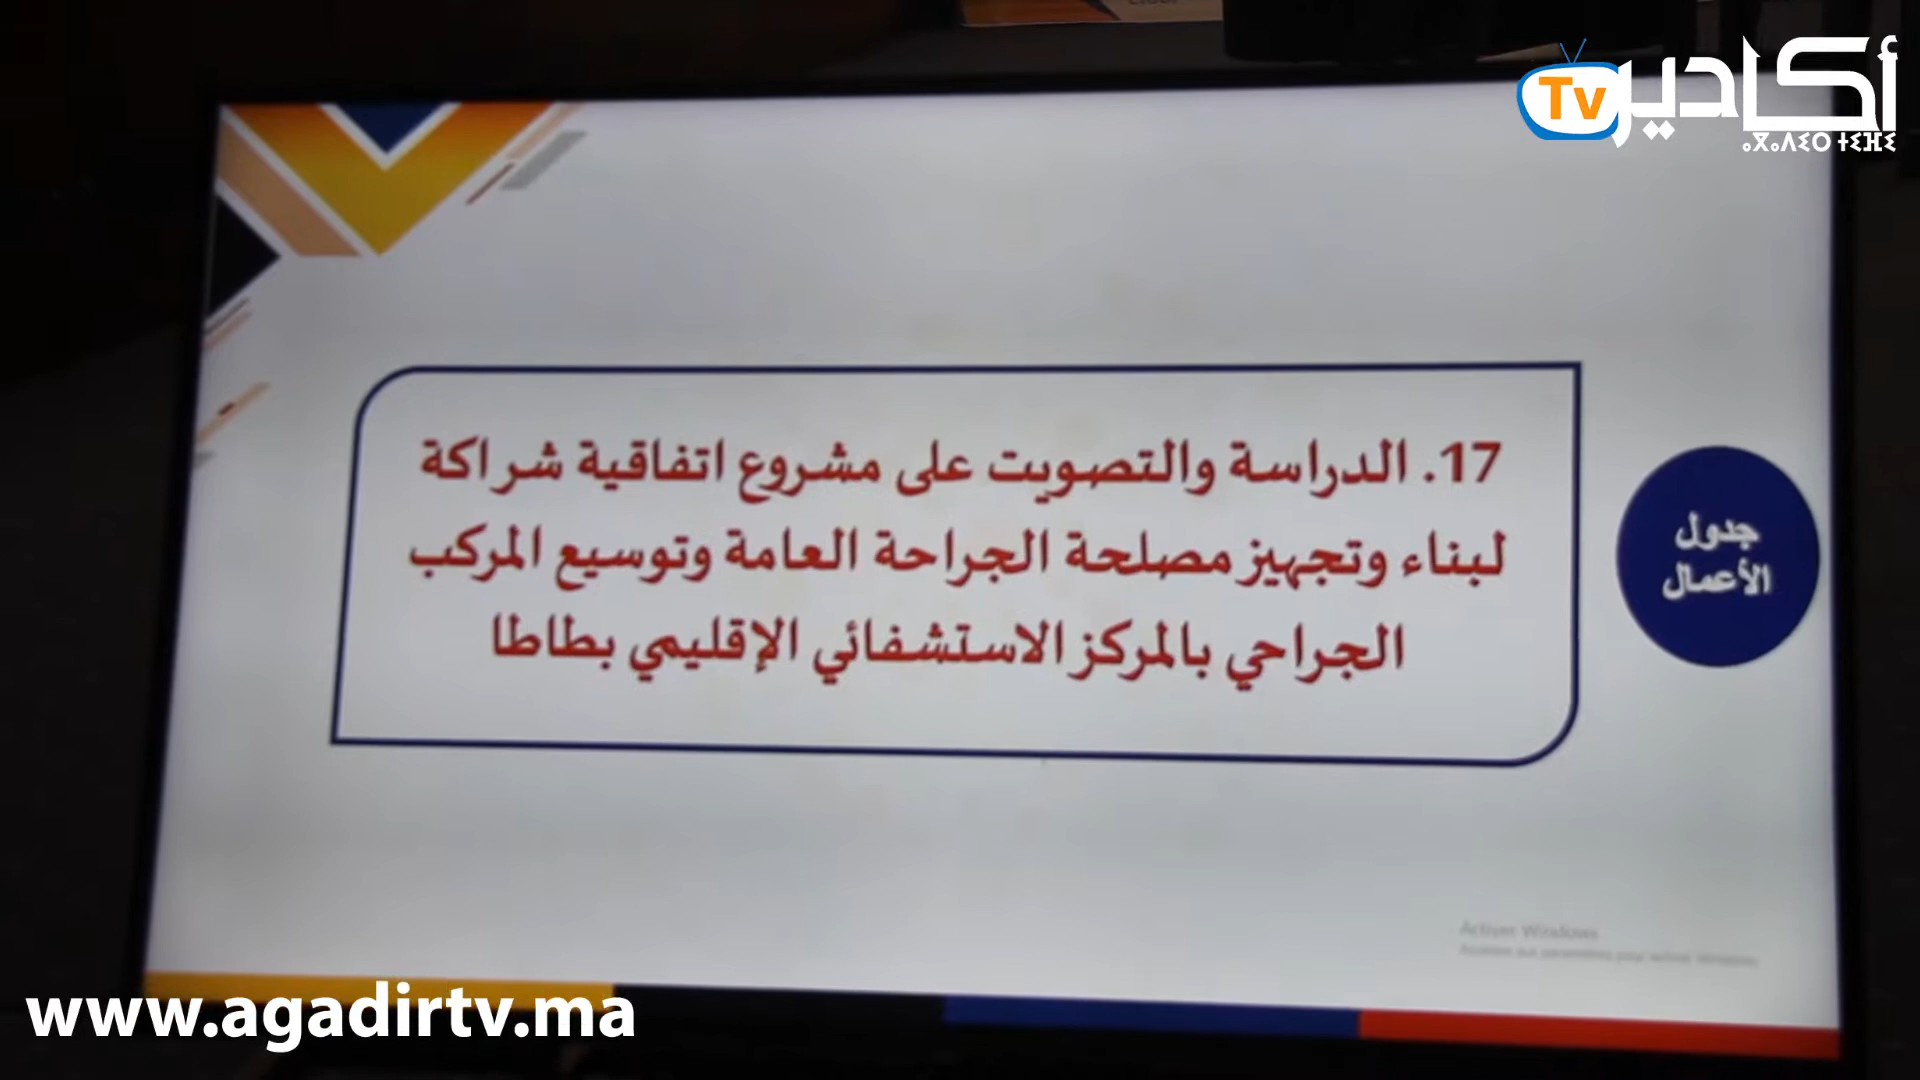 أكادير
Tv
ⴰⴳⴰⴷⵉⵔ ⵜⵉⴼⵉ
17. الدراسة والتصويت على مشروع اتفاقية شراكة
لبناء وتجهيز مصلحة الجراحة العامة وتوسيع المركب
الجراحي بالمركز الاستشفائي الإقليمي بطاطا
جدول
الأعمال
Activer Windows
www.agadirtv.ma